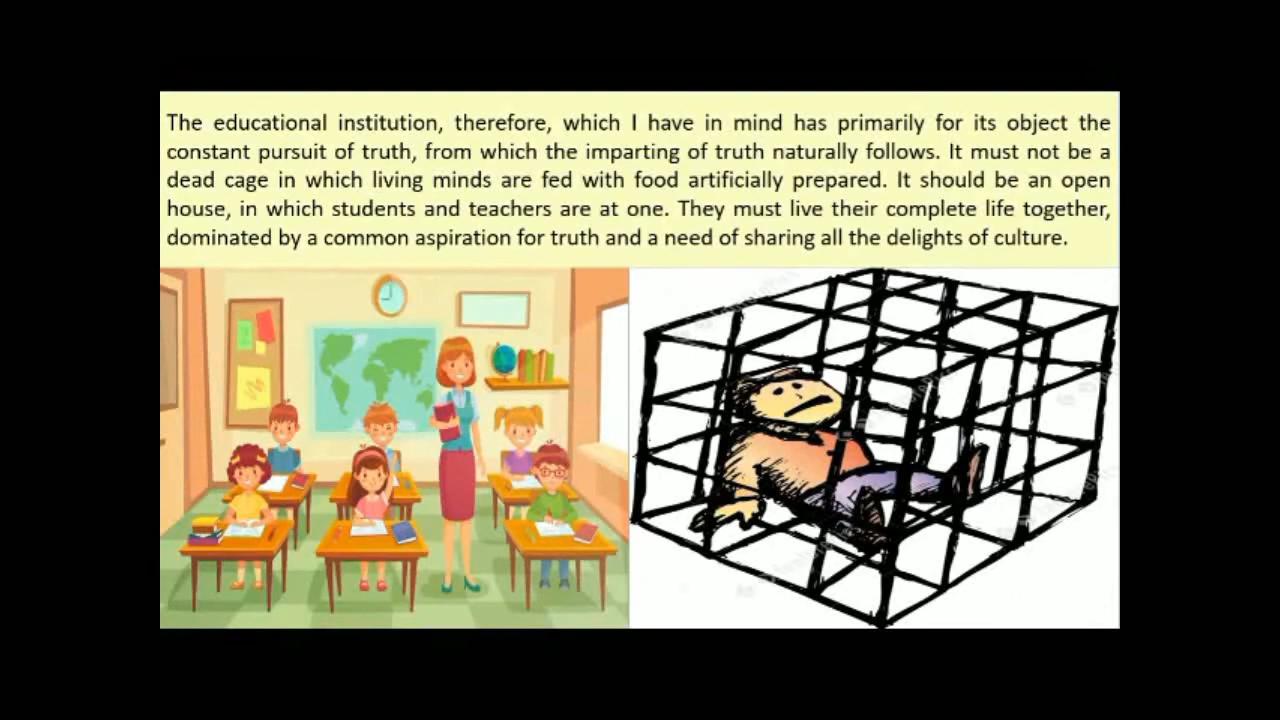 The educational institution, therefore, which I have in mind has primarily for its object the
constant pursuit of truth, from which the imparting of truth naturally follows. It must not be a
dead cage in which living minds are fed with food artificially prepared. It should be an open
house, in which students and teachers are at one. They must live their complete life together,
dominated by a common aspiration for truth and a need of sharing all the delights of culture.